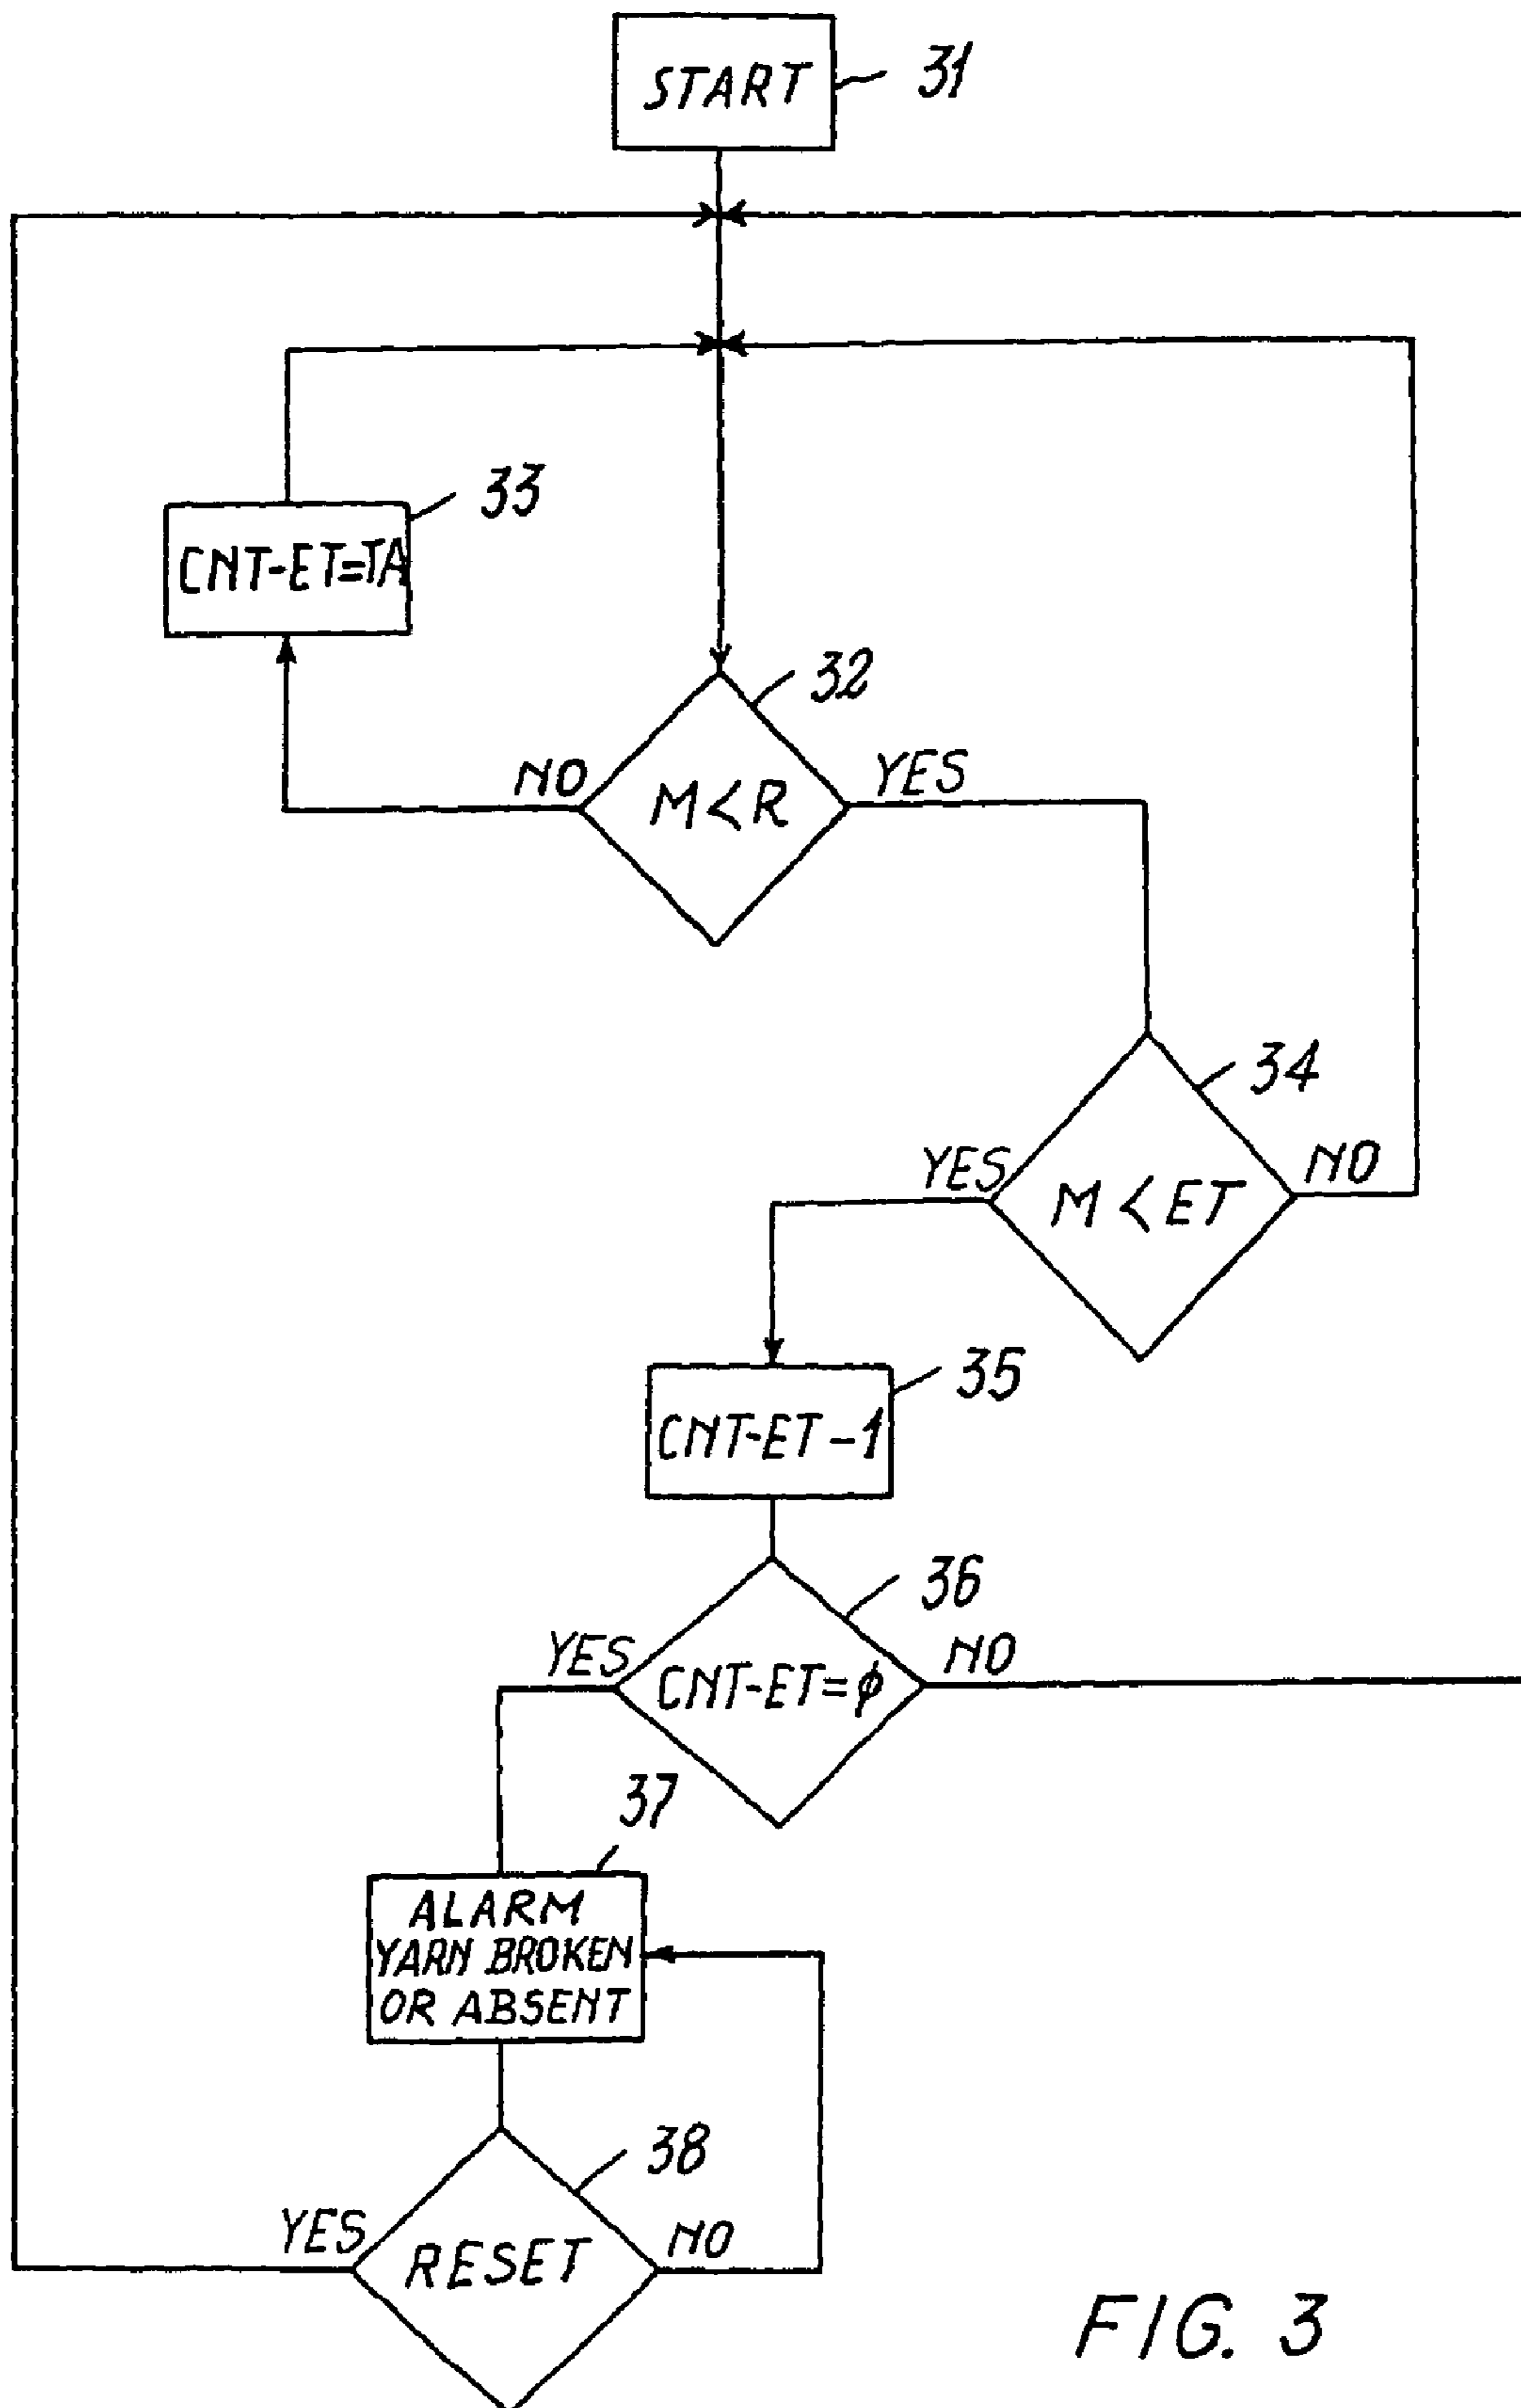 START
31
33
CNT-ET=TA
32
NO
YES
M<R
34
YES
NO
M<ET
35
CNT-ET-1
36
YES
NO
CNT-ET=ϕ
37
ALARM
YARN BROKEN
OR ABSENT
38
YES
NO
RESET
FIG. 3